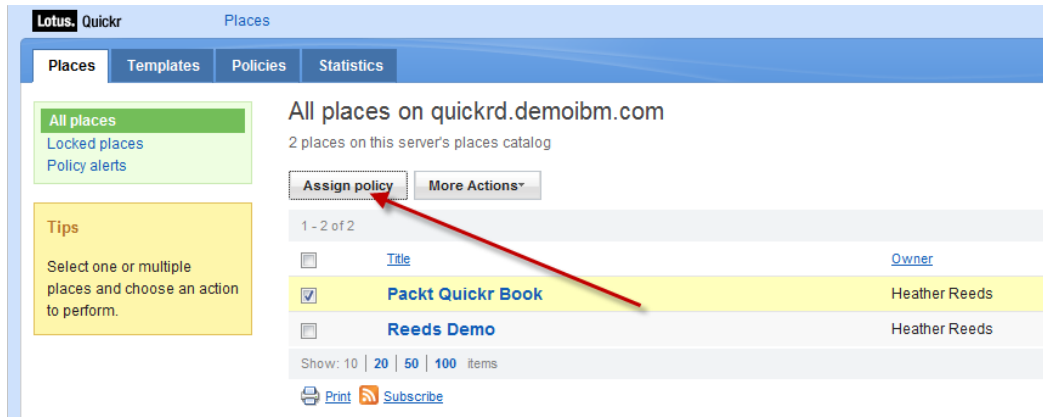 Lotus. Quickr Places
Places Templates Policies Statistics
All places
Locked places
Policy alerts
Tips
Select one or multiple
places and choose an action
to perform.
All places on quickrd.demoibm.com
2 places on this server's places catalog
Assign policy More Actions
1 - 2 of 2
Title Owner
Packt Quickr Book Heather Reeds
Reeds Demo Heather Reeds
Show: 10 | 20 | 50 | 100 items
Print Subscribe